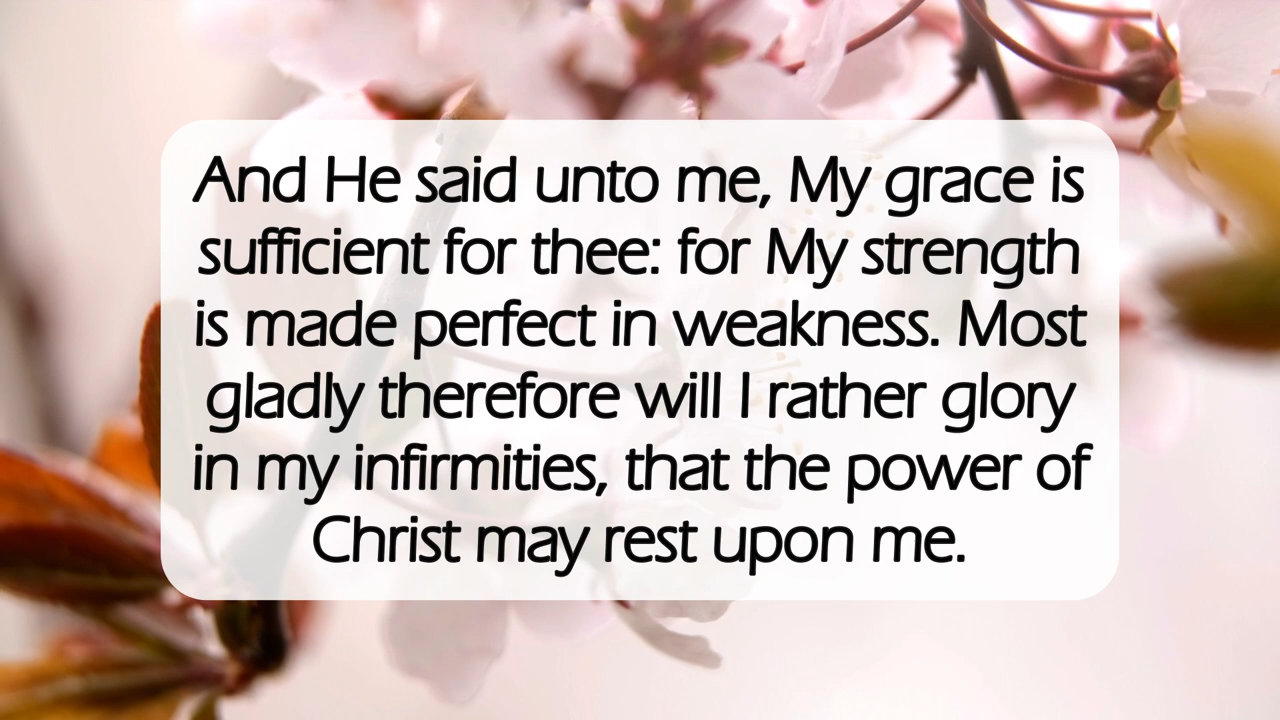 And He said unto me, My grace is
sufficient for thee: for My strength
is made perfect in weakness. Most
gladly therefore will I rather glory
in my infirmities, that the power of
Christ may rest upon me.